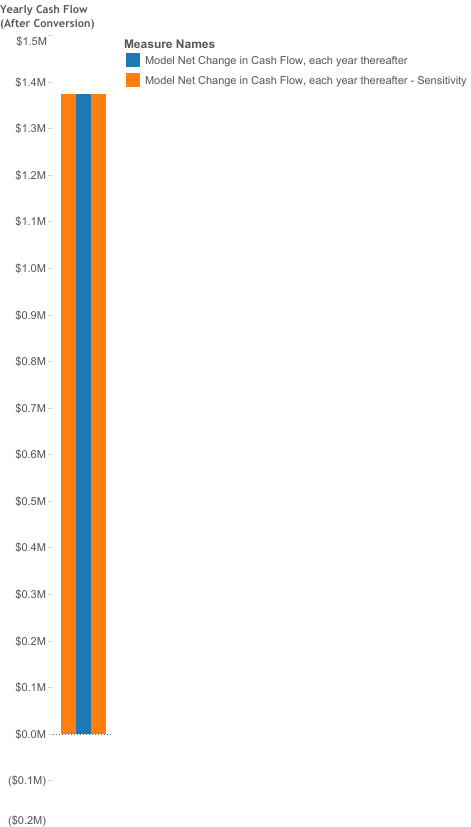 Yearly Cash Flow
(After Conversion)
$1.5M
Measure Names
Model Net Change in Cash Flow, each year thereafter
Model Net Change in Cash Flow, each year thereafter - Sensitivity
$1.4M
$1.3M
$1.2M
$1.1M
$1.0M
$0.9M
$0.8M
$0.7M
$0.6M
$0.5M
$0.4M
$0.3M
$0.2M
$0.1M
$0.0M
($0.1M)
($0.2M)